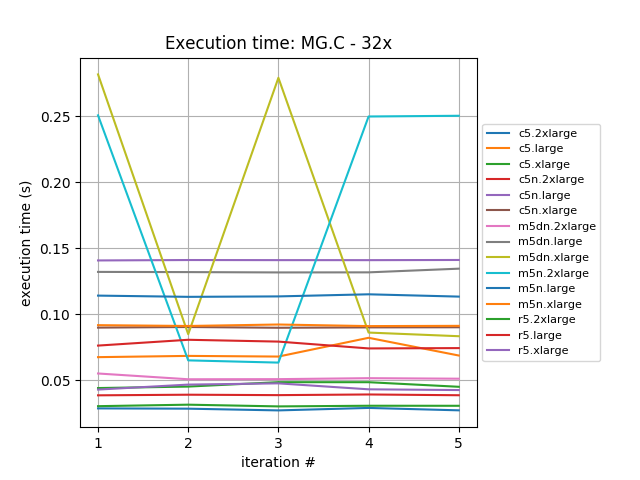 Execution time: MG.C - 32x
execution time (s)
0.25
0.20
0.15
0.10
0.05
1 2 3 4 5
iteration #
c5.2xlarge
c5.large
c5.xlarge
c5n.2xlarge
c5n.large
c5n.xlarge
m5dn.2xlarge
m5dn.large
m5dn.xlarge
m5n.2xlarge
m5n.large
m5n.xlarge
r5.2xlarge
r5.large
r5.xlarge